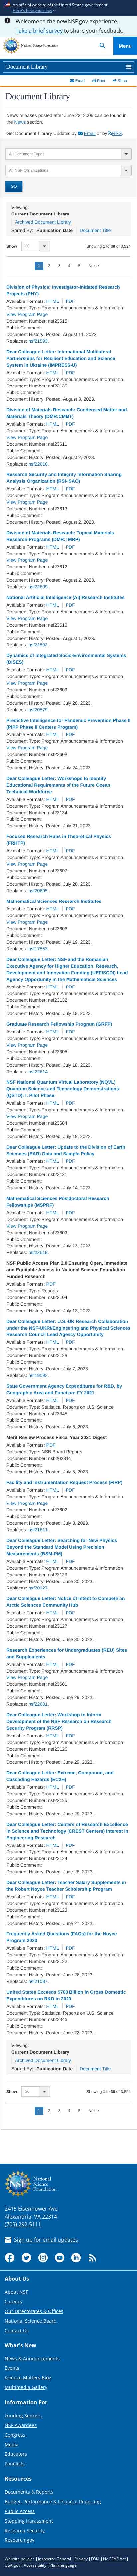 An official website of the United States government
Here's how you know
Welcome to the new NSF.gov experience.
Take a brief survey to share your feedback.
National Science Foundation
Menu
Document Library
Email  Print  Share
Document Library
News releases posted after June 23, 2023 can be found on the news releases page.
Get Document Library Updates by Email or by RSS.
All Document Types
All NSF Organizations
GO
Viewing:
Current Document Library
Archived Document Library
Sorted By: Publication Date  Document Title
Show 30  Showing 1 to 30 of 3,524
1 2 3 4 5 Next ›
Division of Physics: Investigator-Initiated Research Projects (PHY)
Available Formats: HTML | PDF
Document Type: Program Announcements & Information
View Program Page
Document Number: nsf23615
Public Comment:
Document History: Posted: August 11, 2023. Replaces: nsf21593.
Dear Colleague Letter: International Multilateral Partnerships for Resilient Education and Science System in Ukraine (IMPRESS-U)
Available Formats: HTML | PDF
Document Type: Program Announcements & Information
Document Number: nsf23135
Public Comment:
Document History: Posted: August 3, 2023.
Division of Materials Research: Condensed Matter and Materials Theory (DMR:CMMT)
Available Formats: HTML | PDF
Document Type: Program Announcements & Information
View Program Page
Document Number: nsf23611
Public Comment:
Document History: Posted: August 2, 2023. Replaces: nsf22610.
Research Security and Integrity Information Sharing Analysis Organization (RSI-ISAO)
Available Formats: HTML | PDF
Document Type: Program Announcements & Information
View Program Page
Document Number: nsf23613
Public Comment:
Document History: Posted: August 2, 2023.
Division of Materials Research: Topical Materials Research Programs (DMR:TMRP)
Available Formats: HTML | PDF
Document Type: Program Announcements & Information
View Program Page
Document Number: nsf23612
Public Comment:
Document History: Posted: August 2, 2023. Replaces: nsf22609.
National Artificial Intelligence (AI) Research Institutes
Available Formats: HTML | PDF
Document Type: Program Announcements & Information
View Program Page
Document Number: nsf23610
Public Comment:
Document History: Posted: August 1, 2023. Replaces: nsf22502.
Dynamics of Integrated Socio-Environmental Systems (DISES)
Available Formats: HTML | PDF
Document Type: Program Announcements & Information
View Program Page
Document Number: nsf23609
Public Comment:
Document History: Posted: July 28, 2023. Replaces: nsf20579.
Predictive Intelligence for Pandemic Prevention Phase II (PIPP Phase II Centers Program)
Available Formats: HTML | PDF
Document Type: Program Announcements & Information
View Program Page
Document Number: nsf23608
Public Comment:
Document History: Posted: July 24, 2023.
Dear Colleague Letter: Workshops to Identify Educational Requirements of the Future Ocean Technical Workforce
Available Formats: HTML | PDF
Document Type: Program Announcements & Information
Document Number: nsf23134
Public Comment:
Document History: Posted: July 21, 2023.
Focused Research Hubs in Theoretical Physics (FRHTP)
Available Formats: HTML | PDF
Document Type: Program Announcements & Information
View Program Page
Document Number: nsf23607
Public Comment:
Document History: Posted: July 20, 2023. Replaces: nsf20605.
Mathematical Sciences Research Institutes
Available Formats: HTML | PDF
Document Type: Program Announcements & Information
View Program Page
Document Number: nsf23606
Public Comment:
Document History: Posted: July 20, 2023. Replaces: nsf17553.
Dear Colleague Letter: NSF and the Romanian Executive Agency for Higher Education, Research, Development and Innovation Funding (UEFISCDI) Lead Agency Opportunity in the Mathematical Sciences
Available Formats: HTML | PDF
Document Type: Program Announcements & Information
Public Comment:
Document History: Posted: July 19, 2023.
Graduate Research Fellowship Program (GRFP)
Available Formats: HTML | PDF
Document Type: Program Announcements & Information
View Program Page
Document Number: nsf23605
Public Comment:
Document History: Posted: July 19, 2023. Replaces: nsf22614.
NSF National Quantum Virtual Laboratory (NQVL) Quantum Science and Technology Demonstrations (QSTD): I. Pilot Phase
Available Formats: HTML | PDF
Document Type: Program Announcements & Information
View Program Page
Public Comment:
Document History: Posted: July 18, 2023.
Dear Colleague Letter: Update to the Division of Earth Sciences (EAR) Data and Sample Policy
Available Formats: HTML | PDF
Document Type: Program Announcements & Information
Document Number: nsf23131
Public Comment:
Document History: Posted: July 14, 2023.
Mathematical Sciences Postdoctoral Research Fellowships (MSPRF)
Available Formats: HTML | PDF
Document Type: Program Announcements & Information
View Program Page
Document Number: nsf23603
Public Comment:
Document History: Posted: July 14, 2023.
NSF Public Access Plan 2.0 Ensuring Open, Immediate and Equitable Access to National Science Foundation Funded Research
Available Formats: PDF
Document Type: Reports
Document Number: nsf23104
Public Comment:
Document History: Posted: July 13, 2023.
Dear Colleague Letter: U.S.-UK Research Collaboration under the NSF-UKRI/Engineering and Physical Sciences Research Council Lead Agency Opportunity
Available Formats: HTML | PDF
Document Type: Program Announcements & Information
Document Number: nsf23128
Public Comment:
Document History: Posted: July 7, 2023.
State Government Agency Expenditures for R&D, by Geographic Area and Function: FY 2021
Available Formats: HTML | PDF
Document Type: Statistical Reports on U.S. Science
Document Number: nsf23345
Public Comment:
Document History: Posted: July 6, 2023.
Merit Review Process Fiscal Year 2021 Digest
Available Formats: PDF
Document Type: NSB Board Reports
Document Number: nsb202314
Public Comment:
Document History: Posted: July 5, 2023.
Facility and Instrumentation Request Process (FIRP)
Available Formats: HTML | PDF
Document Type: Program Announcements & Information
View Program Page
Document Number: nsf23602
Public Comment:
Document History: Posted: July 3, 2023. Replaces: nsf21611.
Dear Colleague Letter: Searching for New Physics Beyond the Standard Model Using Precision Measurements (BSM-PM)
Available Formats: HTML | PDF
Document Type: Program Announcements & Information
Document Number: nsf23129
Public Comment:
Document History: Posted: June 30, 2023.
Dear Colleague Letter: Notice of Intent to Compete an Arctic Sciences Community Hub
Available Formats: HTML | PDF
Document Type: Program Announcements & Information
Document Number: nsf23127
Public Comment:
Document History: Posted: June 30, 2023.
Research Experiences for Undergraduates (REU) Sites and Supplements
Available Formats: HTML | PDF
Document Type: Program Announcements & Information
View Program Page
Document Number: nsf23601
Public Comment:
Document History: Posted: June 29, 2023. Replaces: nsf22601.
Available Formats: HTML | PDF
Document Type: Program Announcements & Information
Document Number: nsf23126
Public Comment:
Document History: Posted: June 29, 2023.
Dear Colleague Letter: Extreme, Compound, and Cascading Hazards (EC2H)
Available Formats: HTML | PDF
Document Type: Program Announcements & Information
Document Number: nsf23125
Public Comment:
Document History: Posted: June 28, 2023.
Dear Colleague Letter: Centers of Research Excellence in Science and Technology (CREST Centers) Interest in Engineering Research
Available Formats: HTML | PDF
Document Type: Program Announcements & Information
Document Number: nsf23124
Public Comment:
Document History: Posted: June 28, 2023.
Dear Colleague Letter: Teacher Salary Supplements in the Robert Noyce Teacher Scholarship Program
Available Formats: HTML | PDF
Document Type: Program Announcements & Information
Public Comment:
Document History: Posted: June 27, 2023.
Frequently Asked Questions (FAQs) for the Noyce Program 2023
Available Formats: HTML | PDF
Document Type: Program Announcements & Information
Document Number: nsf23122
Public Comment:
Document History: Posted: June 26, 2023. Replaces: nsf21087.
United States Exceeds $700 Billion in Gross Domestic Expenditures on R&D in 2020
Available Formats: HTML | PDF
Document Type: Statistical Reports on U.S. Science
Document Number: nsf23346
Public Comment:
Document History: Posted: June 22, 2023.
Viewing:
Current Document Library
Archived Document Library
Sorted By: Publication Date  Document Title
Show 30  Showing 1 to 30 of 3,524
1 2 3 4 5 Next ›
National Science Foundation
2415 Eisenhower Ave
Alexandria, VA 22314
(703) 292-5111
Sign up for email updates
About Us
About NSF
Careers
Our Directorates & Offices
National Science Board
Contact Us
What's New
News & Announcements
Events
Science Matters Blog
Multimedia Gallery
Information For
Funding Seekers
NSF Awardees
Congress
Media
Educators
Panelists
Resources
Documents & Reports
Budget, Performance & Financial Reporting
Public Access
Stopping Harassment
Research Security
Research.gov
Website policies | Inspector General | Privacy | FOIA | No FEAR Act |
USA.gov | Accessibility | Plain language